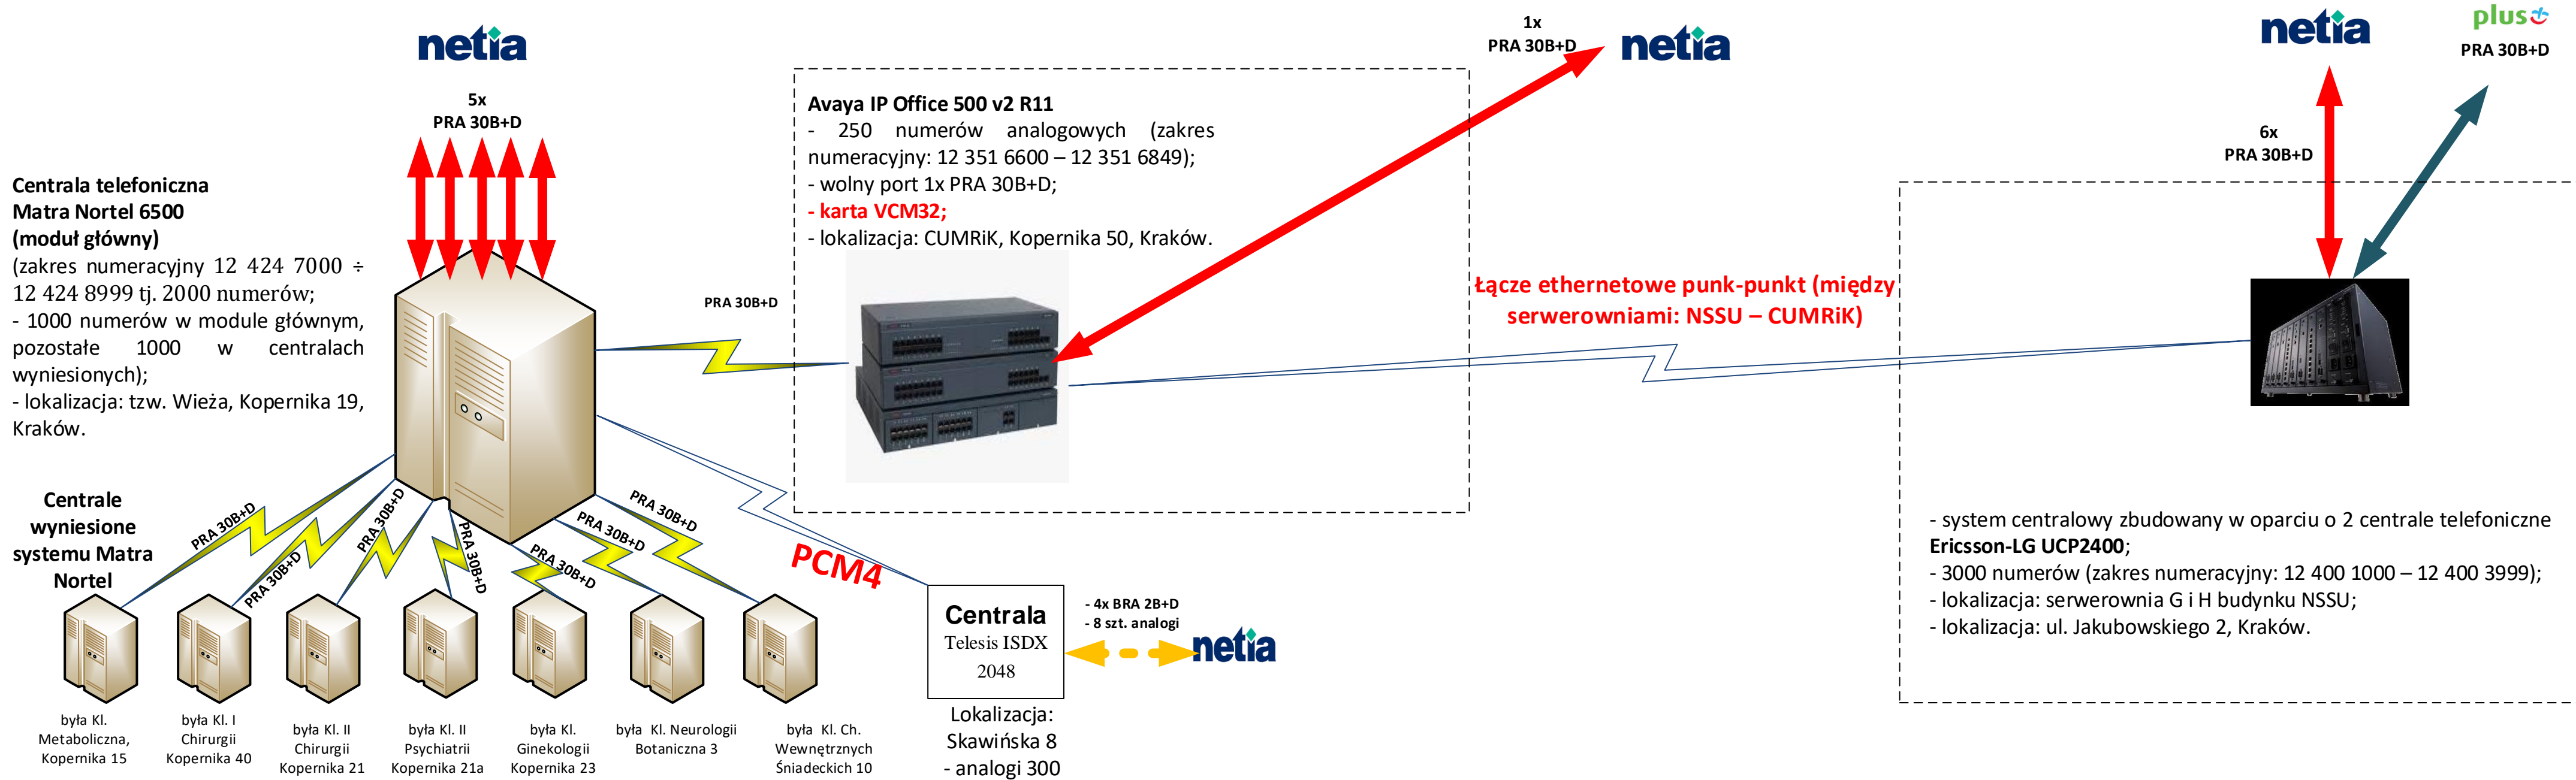 netia
5x
PRA 30B+D
Centrala telefoniczna
Matra Nortel 6500
(moduł główny)
(zakres numeracyjny 12 424 7000 ÷
12 424 8999 tj. 2000 numerów;
- 1000 numerów w module głównym,
pozostałe 1000 w centralach
wyniesionych);
- lokalizacja: tzw. Wieża, Kopernika 19,
Kraków.
Avaya IP Office 500 v2 R11
- 250 numerów analogowych (zakres
numeracyjny: 12 351 6600 – 12 351 6849);
- wolny port 1x PRA 30B+D;
- karta VCM32;
- lokalizacja: CUMRiK, Kopernika 50, Kraków.
1x
PRA 30B+D
netia
PRA 30B+D
Łącze ethernetowe punk-punkt (między
serwerowniami: NSSU – CUMRiK)
netia
plus
PRA 30B+D
6x
PRA 30B+D
- system centralowy zbudowany w oparciu o 2 centrale telefoniczne
Ericsson-LG UCP2400;
- 3000 numerów (zakres numeracyjny: 12 400 1000 – 12 400 3999);
- lokalizacja: serwerownia G i H budynku NSSU;
- lokalizacja: ul. Jakubowskiego 2, Kraków.
Centrale
wyniesione
systemu Matra
Nortel
PRA 30B+D
PRA 30B+D
PRA 30B+D
PRA 30B+D
PRA 30B+D
PRA 30B+D
PRA 30B+D
PCM4
Centrala
Telesis ISDX
2048
- 4x BRA 2B+D
- 8 szt. analogi
netia
Lokalizacja:
Skawińska 8
- analogi 300
była Kl.
Metaboliczna,
Kopernika 15
była Kl. I
Chirurgii
Kopernika 40
była Kl. II
Chirurgii
Kopernika 21
była Kl. II
Psychiatrii
Kopernika 21a
była Kl.
Ginekologii
Kopernika 23
była Kl. Neurologii
Botaniczna 3
była Kl. Ch.
Wewnętrznych
Śniadeckich 10